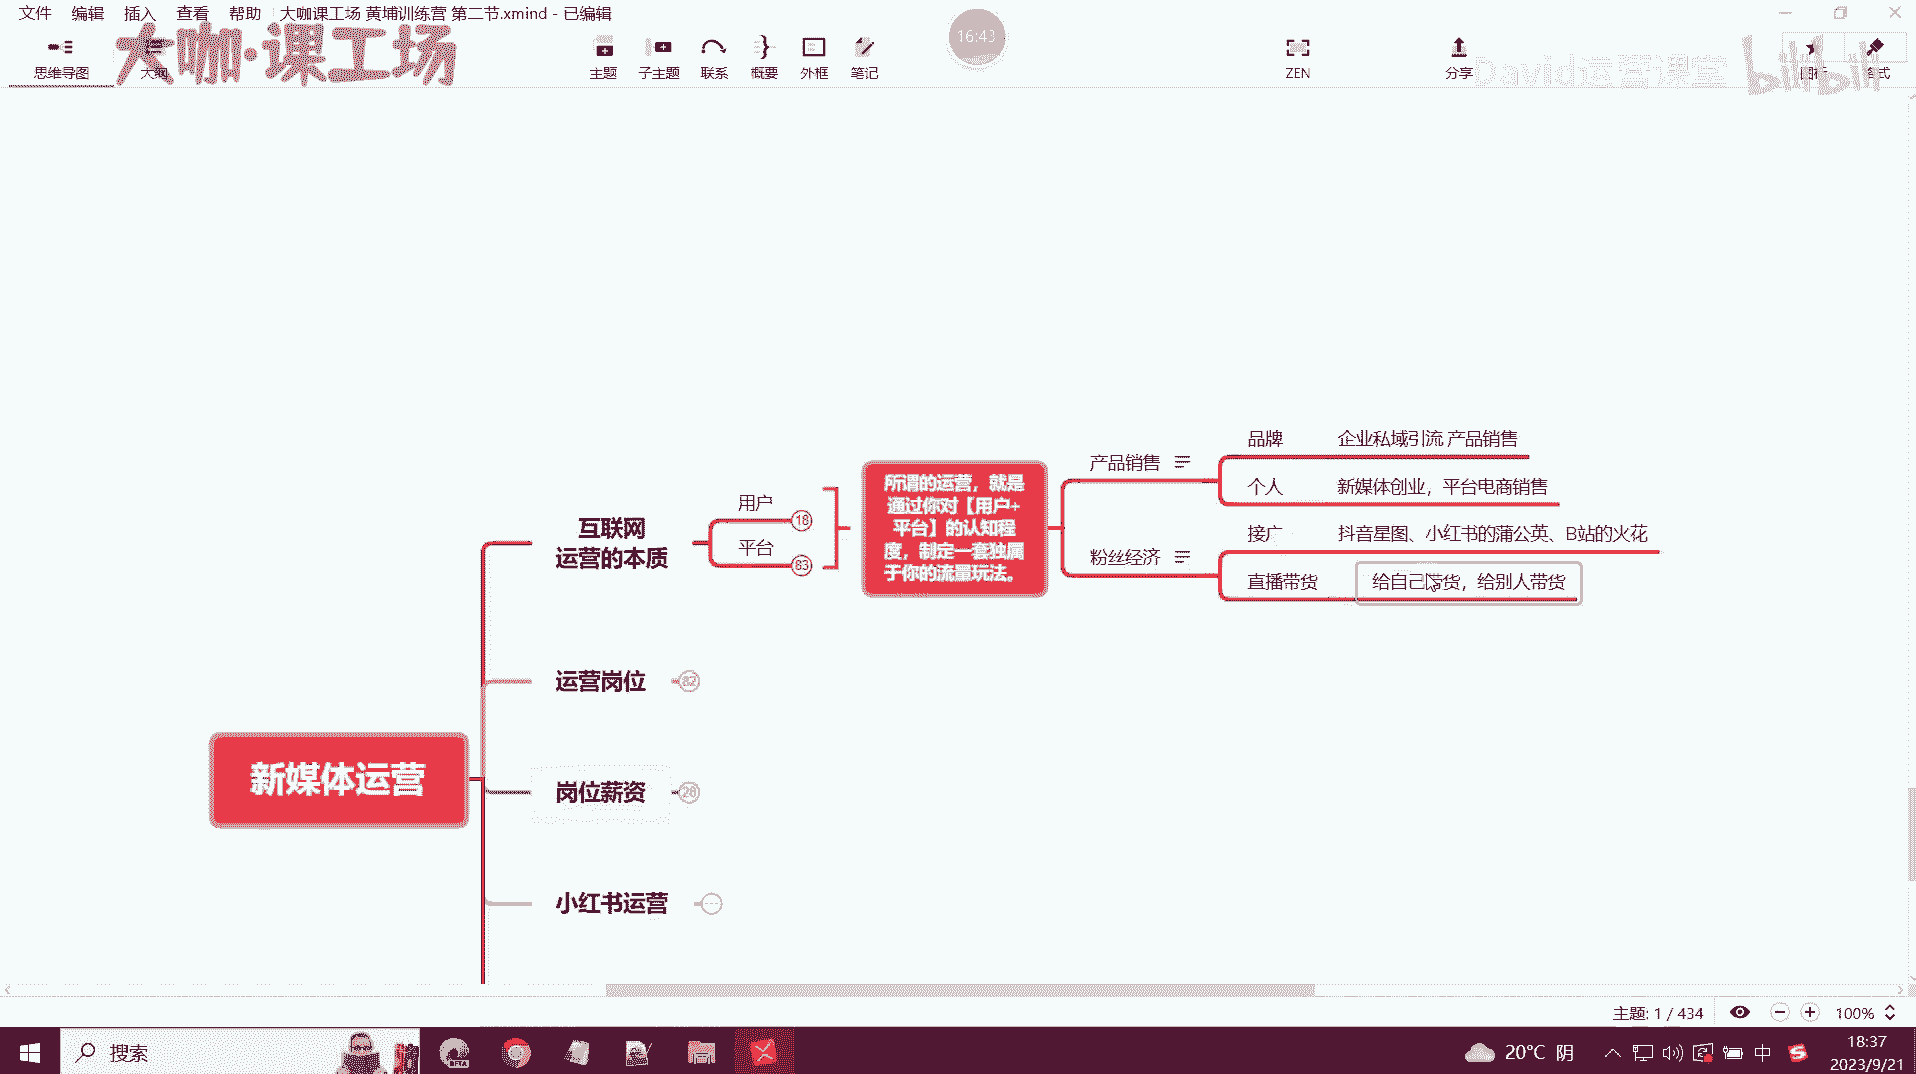 文件 编辑 插入 查看 帮助 大咖课工场 黄埔训练营 第二节.xmind - 已编辑
大咖·课工场
思维导图 大纲 主题 子主题 联系 概要 外框 笔记 16:43 ZEN 分享 图标 格式
David运营课堂 bilibili
品牌 企业私域引流 产品销售
产品销售
个人 新媒体创业，平台电商销售
所谓的运营，就是
通过你对【用户+
平台】的认知程
度，制定一套独属
于你的流量玩法。
用户 18
平台 83
互联网
运营的本质
接广 抖音星图、小红书的蒲公英、B站的火花
粉丝经济
直播带货 给自己带货，给别人带货
运营岗位 82
新媒体运营
岗位薪资 28
小红书运营
主题: 1 / 434 100%
搜索 BETA 20°C 阴 中 18:37
2023/9/21